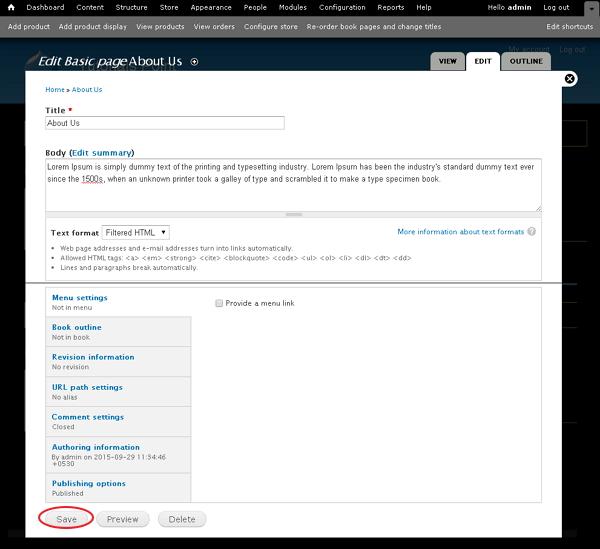 Dashboard Content Store Structure Appearance People Modules Configuration Reports Help Hello admin Log out
Add product Add product display View products View orders Configure store Re-order book pages and change titles Edit shortcuts
My account Log out
Edit Basic page About Us
Tutorials Point
VIEW EDIT OUTLINE
Home » About Us
Title *
About Us
Body (Edit summary)
Lorem Ipsum is simply dummy text of the printing and typesetting industry. Lorem Ipsum has been the industry's standard dummy text ever
since the 1500s, when an unknown printer took a galley of type and scrambled it to make a type specimen book.
Text format Filtered HTML More information about text formats
Web page addresses and e-mail addresses turn into links automatically.
Allowed HTML tags: <a> <em> <strong> <cite> <blockquote> <code> <ul> <ol> <li> <dl> <dt> <dd>
Lines and paragraphs break automatically.
Menu settings
Not in menu
Provide a menu link
Book outline
Not in book
Revision information
No revision
URL path settings
No alias
Comment settings
Closed
Authoring information
By admin on 2015-09-29 11:34:46
+0530
Publishing options
Published
Save Preview Delete